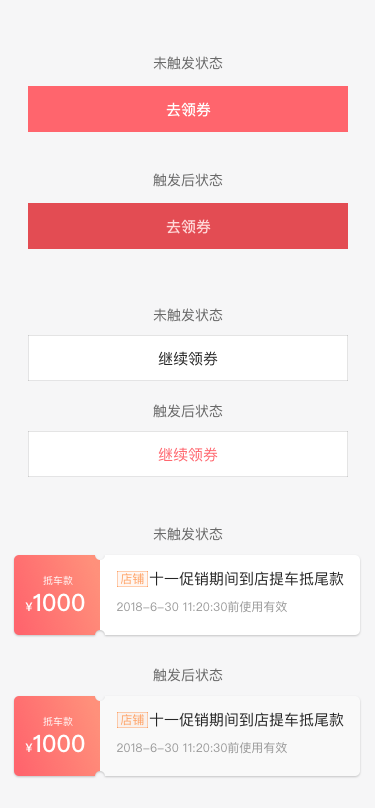 未触发状态
去领券
触发后状态
去领券
未触发状态
继续领券
触发后状态
继续领券
未触发状态
抵车款
¥1000
店铺 十一促销期间到店提车抵尾款
2018-6-30 11:20:30前使用有效
触发后状态
抵车款
¥1000
店铺 十一促销期间到店提车抵尾款
2018-6-30 11:20:30前使用有效